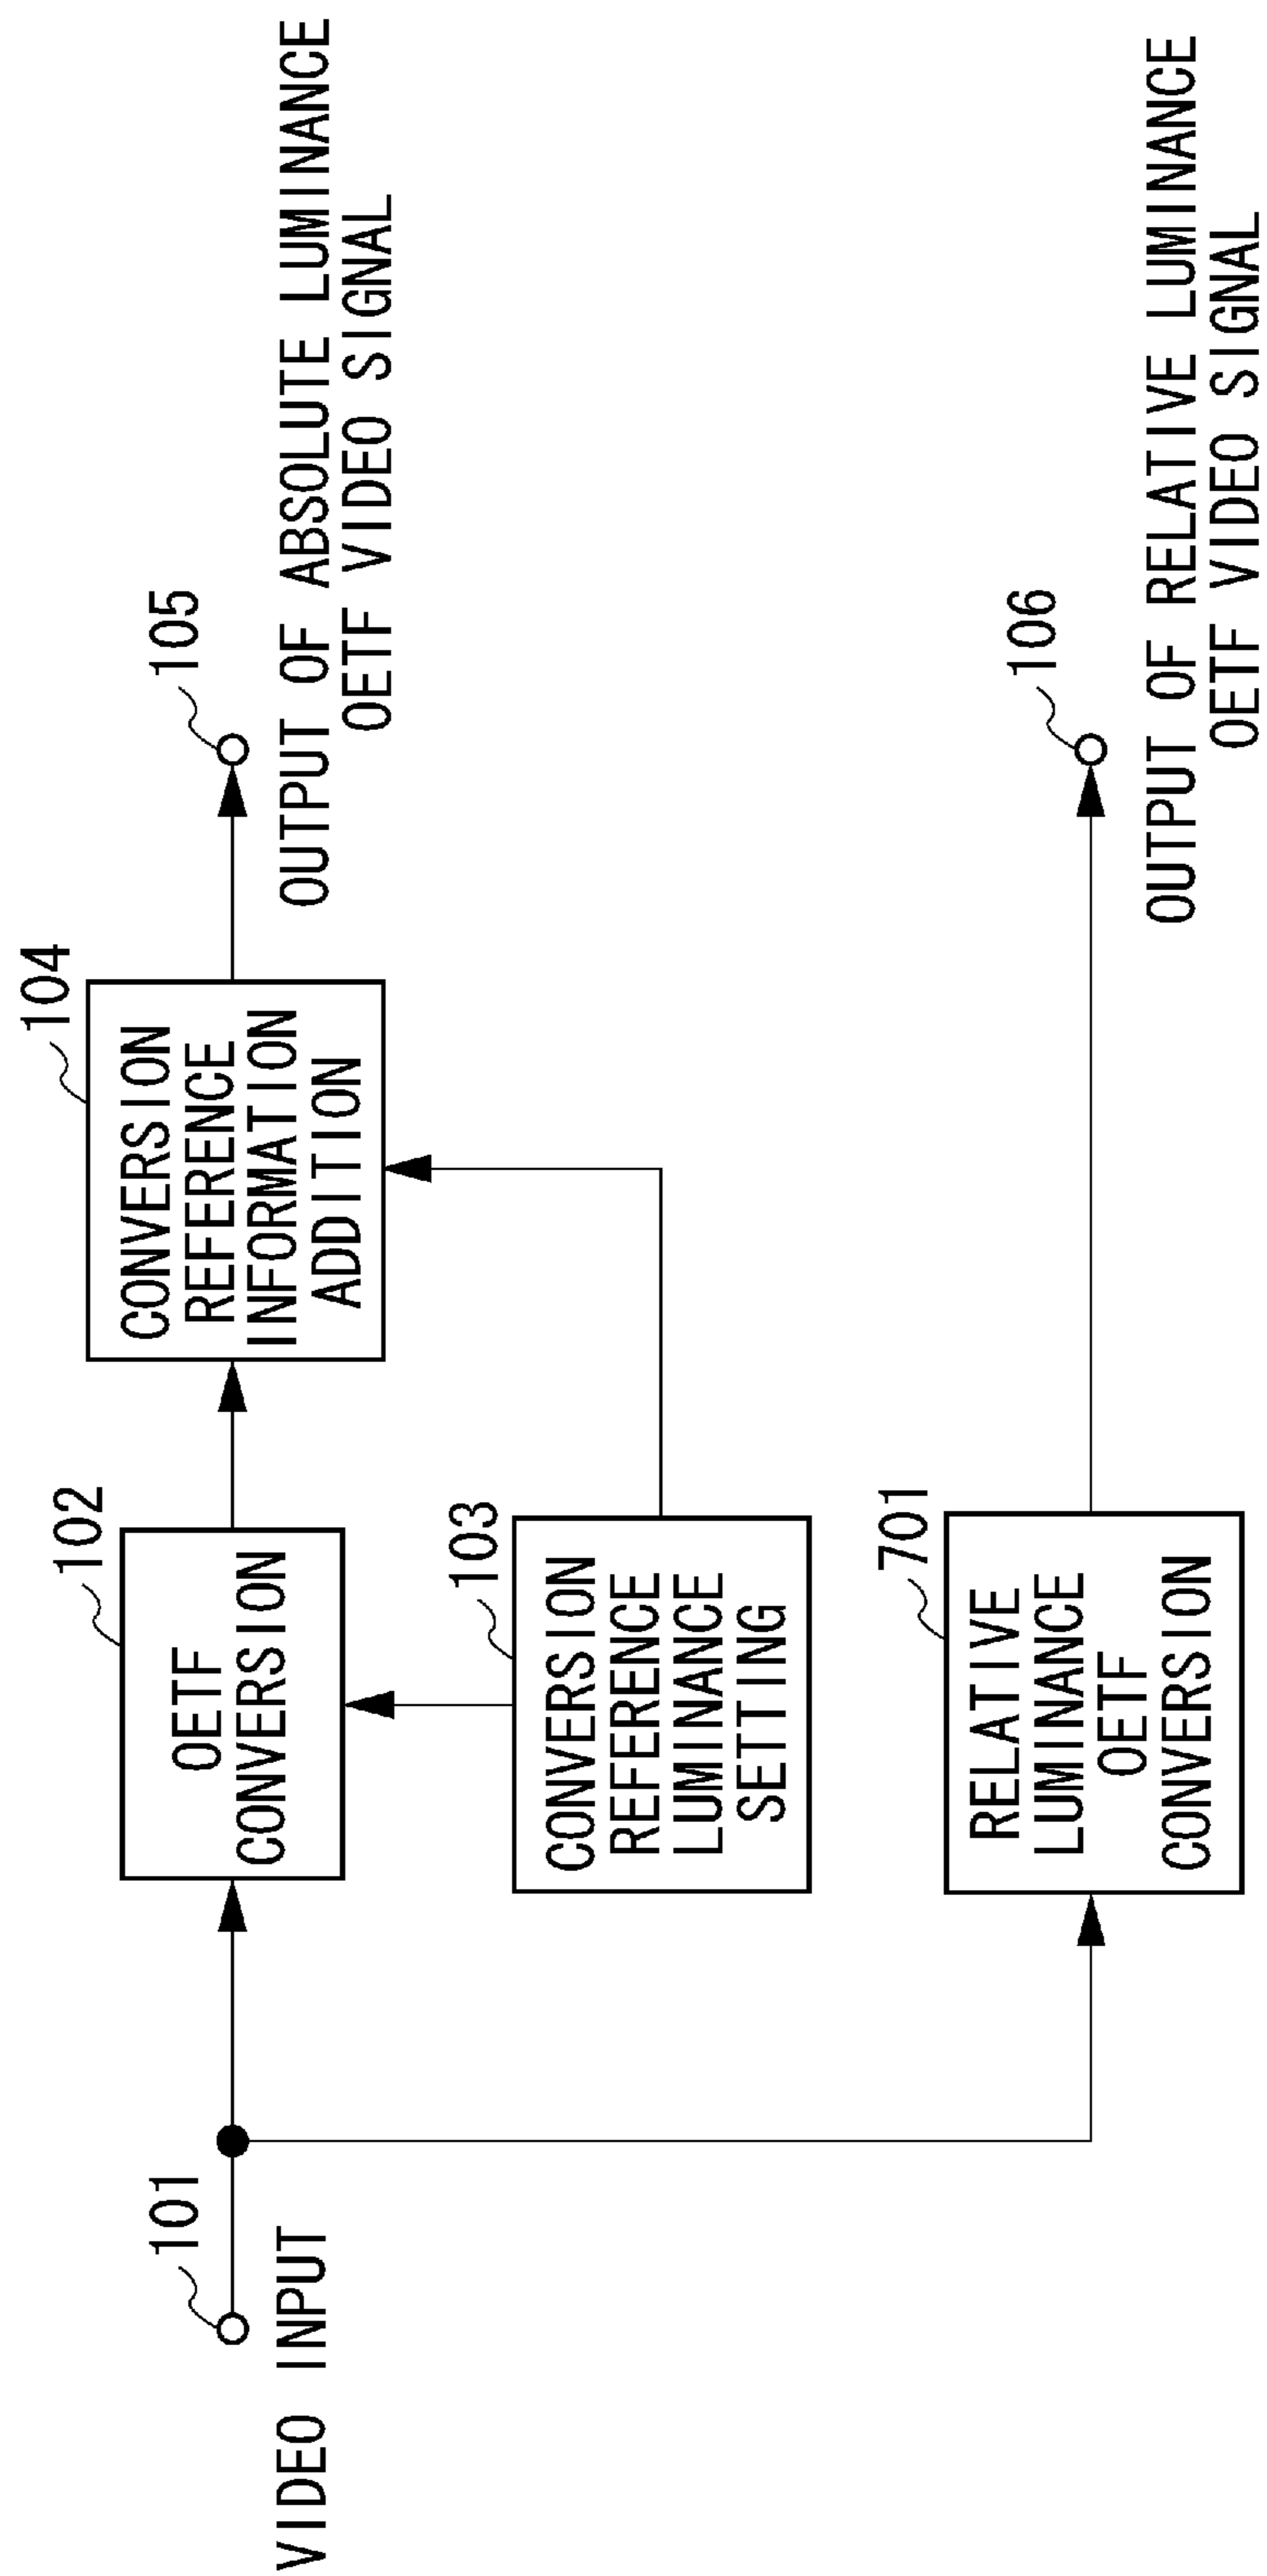 101
VIDEO INPUT
102
OETF
CONVERSION
103
CONVERSION
REFERENCE
LUMINANCE
SETTING
104
CONVERSION
REFERENCE
INFORMATION
ADDITION
105
OUTPUT OF ABSOLUTE LUMINANCE
OETF VIDEO SIGNAL
701
RELATIVE
LUMINANCE
OETF
CONVERSION
106
OUTPUT OF RELATIVE LUMINANCE
OETF VIDEO SIGNAL